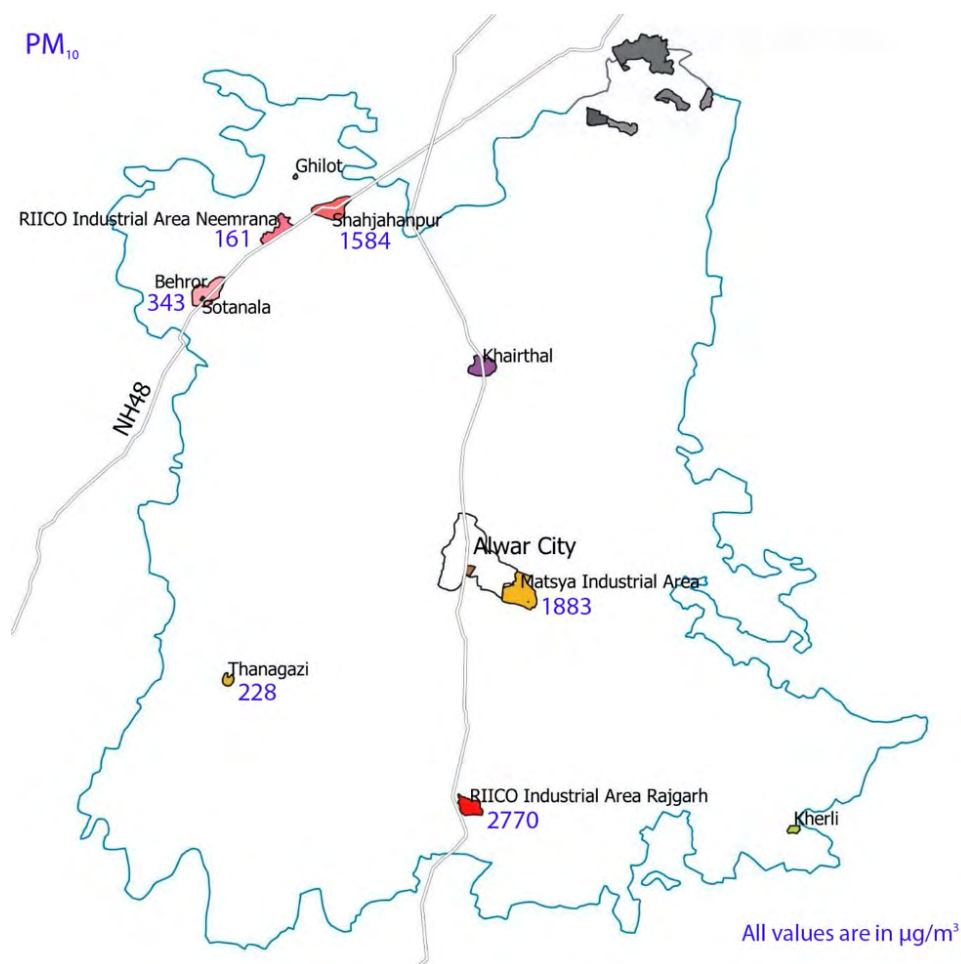 PM₁₀
Ghilot
RIICO Industrial Area Neemrana
161
Shahjahanpur
1584
Behror
343
Sotanala
Khairthal
NH48
Alwar City
Matsya Industrial Area
1883
Thanagazi
228
RIICO Industrial Area Rajgarh
2770
Kherli
All values are in µg/m³